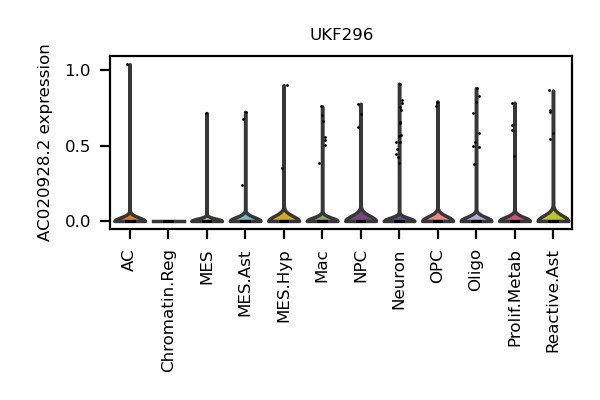 UKF296
AC020928.2 expression
1.0
0.5
0.0
AC
Chromatin.Reg
MES
MES.Ast
MES.Hyp
Mac
NPC
Neuron
OPC
Oligo
Prolif.Metab
Reactive.Ast